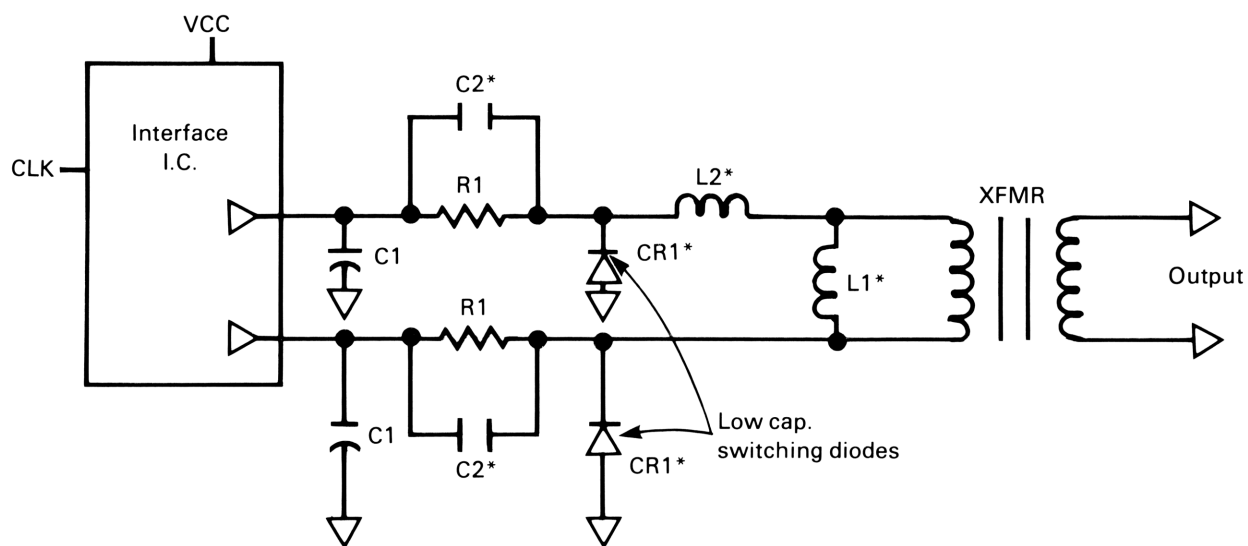 VCC
C2*
Interface
I.C.
CLK
R1
L2*
XFMR
C1
CR1*
L1*
Output
R1
C1
C2*
CR1*
Low cap.
switching diodes